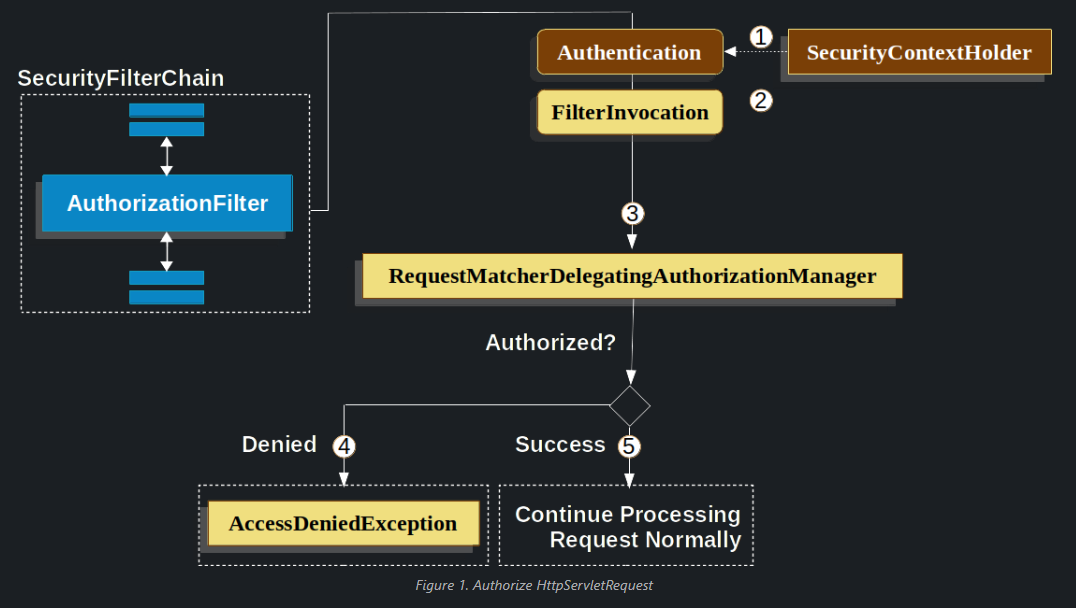 SecurityFilterChain
AuthorizationFilter
Authentication
1
SecurityContextHolder
FilterInvocation
2
3
RequestMatcherDelegatingAuthorizationManager
Authorized?
Denied
4
Success
5
AccessDeniedException
Continue Processing
Request Normally
Figure 1. Authorize HttpServletRequest